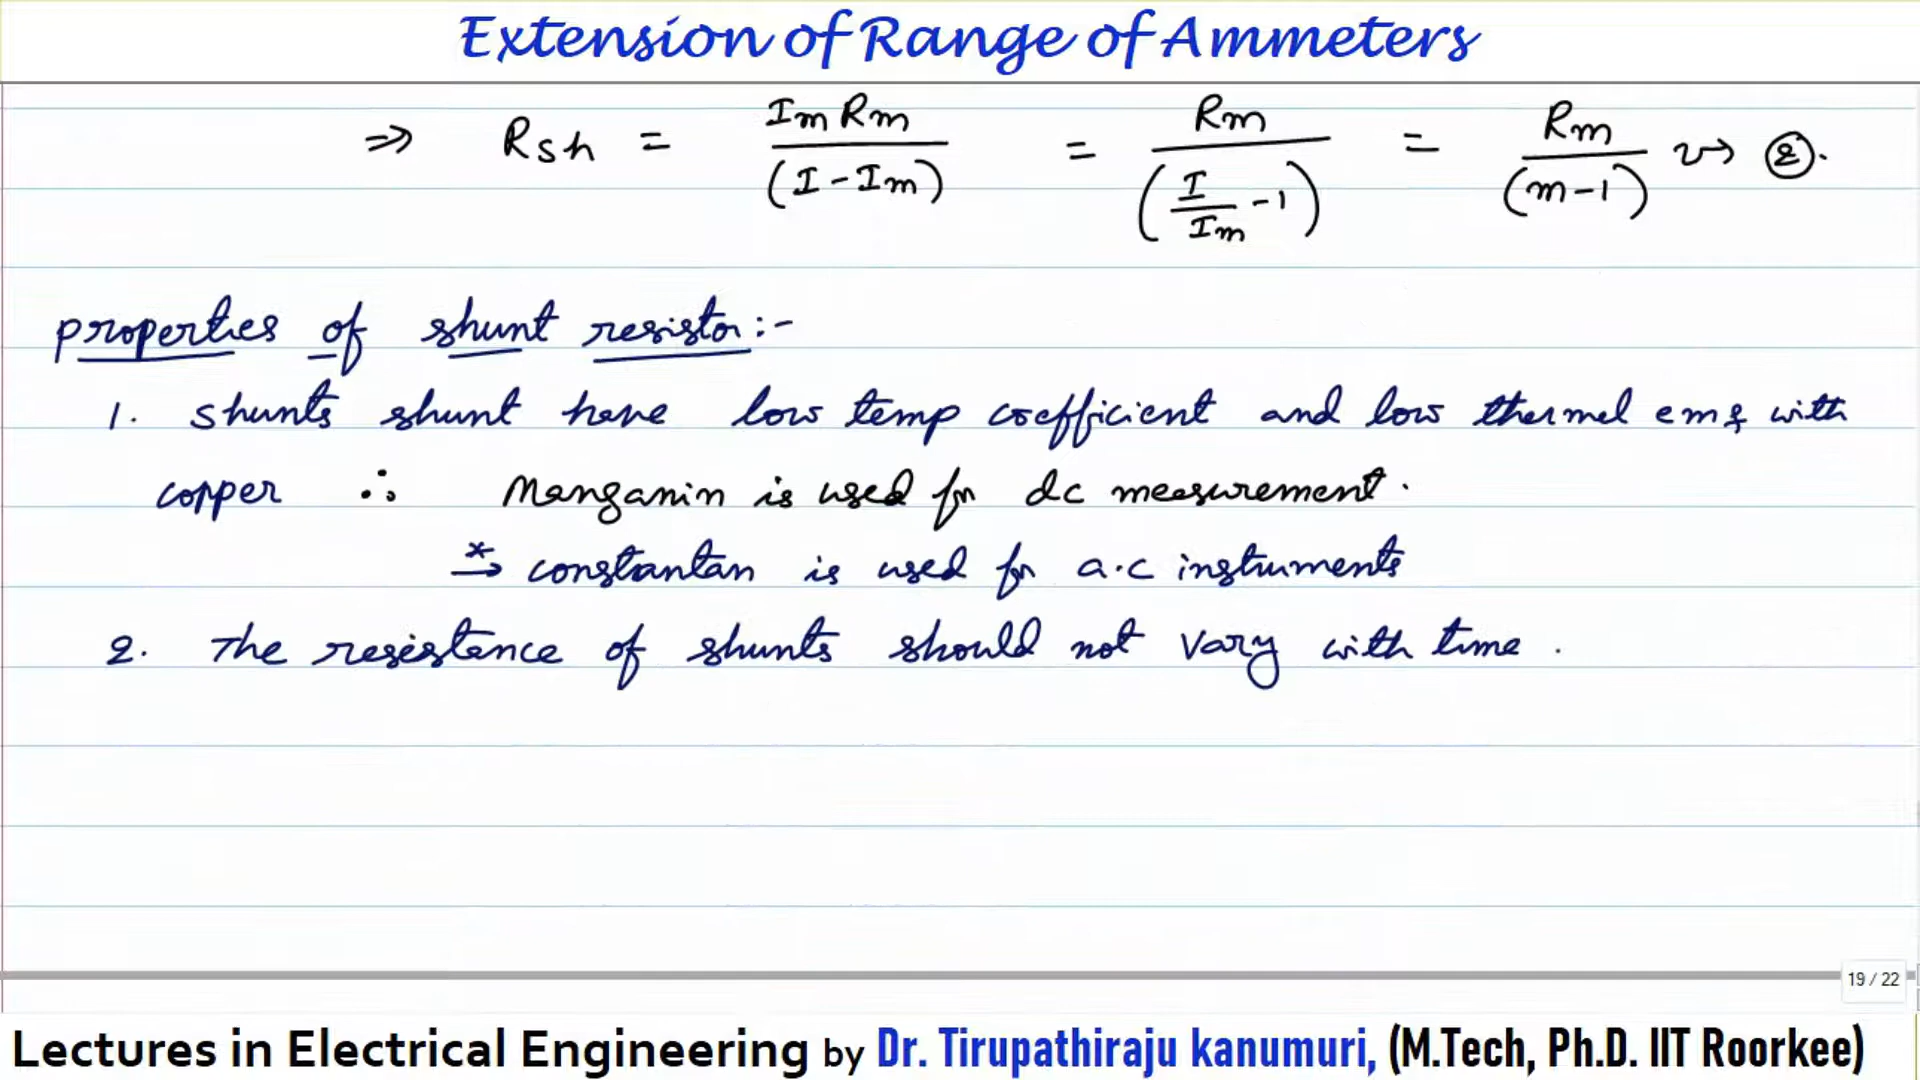 Extension of Range of Ammeters
⇒ Rsh = Im Rm / (I - Im) = Rm / (I/Im - 1) = Rm / (m - 1) → ②.
properties of shunt resistor:-
1. shunts shunt have low temp coefficient and low thermal emf with
copper ∴ Manganin is used for dc measurement.
*→ constantan is used for a.c instruments
2. The resistance of shunts should not vary with time.
19 / 22
Lectures in Electrical Engineering by Dr. Tirupathiraju kanumuri, (M.Tech, Ph.D. IIT Roorkee)